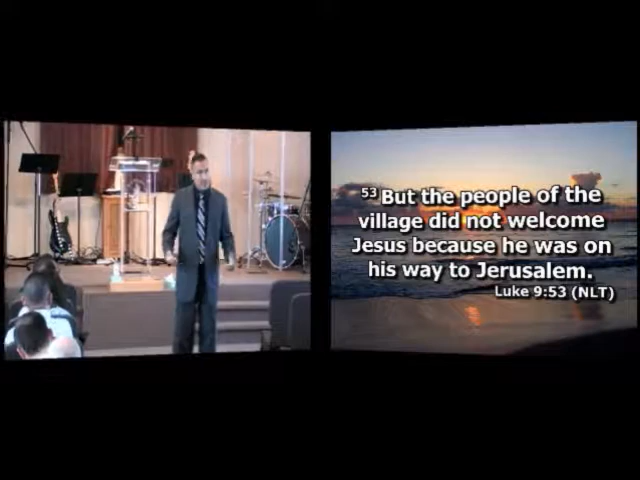 53 But the people of the
village did not welcome
Jesus because he was on
his way to Jerusalem.
Luke 9:53 (NLT)